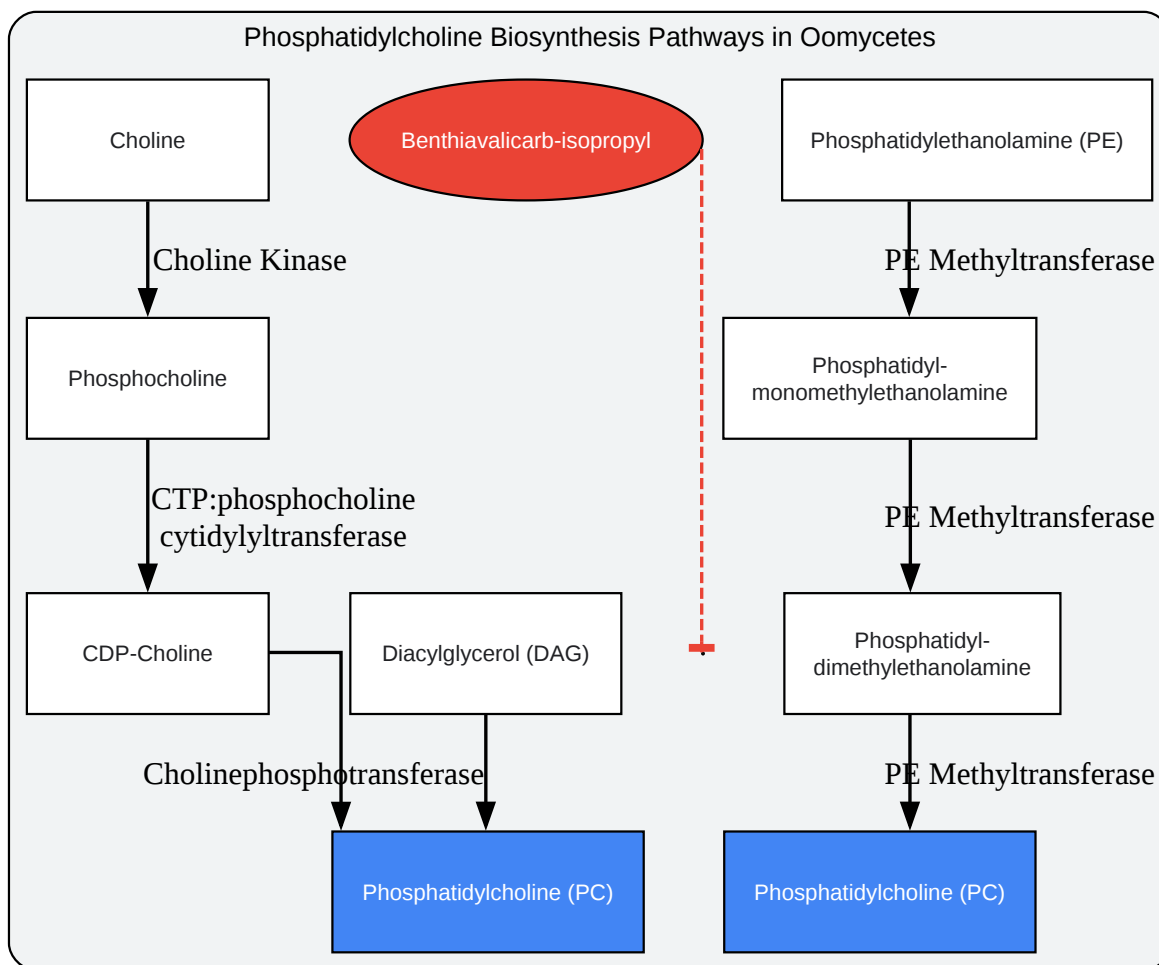 Phosphatidylcholine Biosynthesis Pathways in Oomycetes
Choline
Benthiavalicarb-isopropyl
Phosphatidylethanolamine (PE)
Choline Kinase
PE Methyltransferase
Phosphocholine
Phosphatidyl-
monomethylethanolamine
CTP:phosphocholine
cytidylyltransferase
PE Methyltransferase
CDP-Choline
Diacylglycerol (DAG)
Phosphatidyl-
dimethylethanolamine
Cholinephosphotransferase
PE Methyltransferase
Phosphatidylcholine (PC)
Phosphatidylcholine (PC)